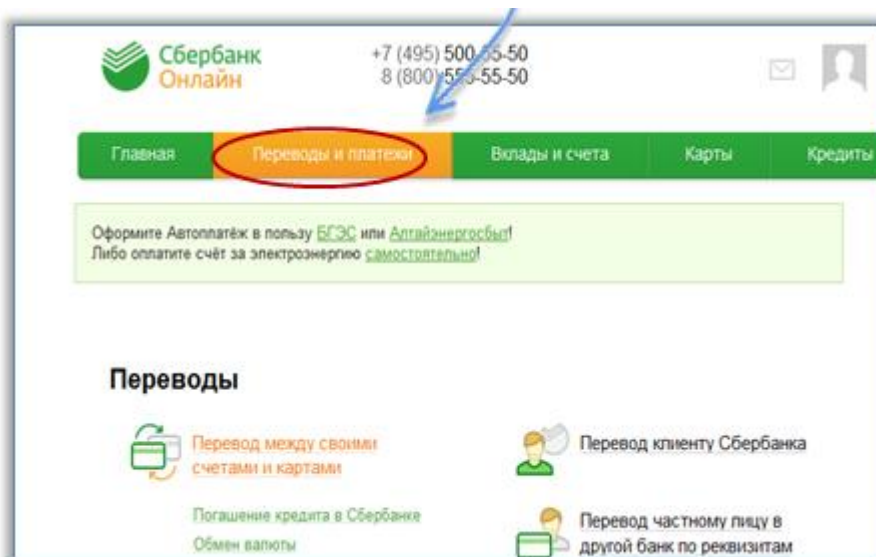 Сбербанк
Онлайн
+7 (495) 500-55-50
8 (800) 555-55-50
Главная
Переводы и платежи
Вклады и счета
Карты
Кредиты
Оформите Автоплатёж в пользу БГЭС или Алтайэнергосбыт!
Либо оплатите счёт за электроэнергию самостоятельно!
Переводы
Перевод между своими
счетами и картами
Погашение кредита в Сбербанке
Обмен валюты
Перевод клиенту Сбербанка
Перевод частному лицу в
другой банк по реквизитам